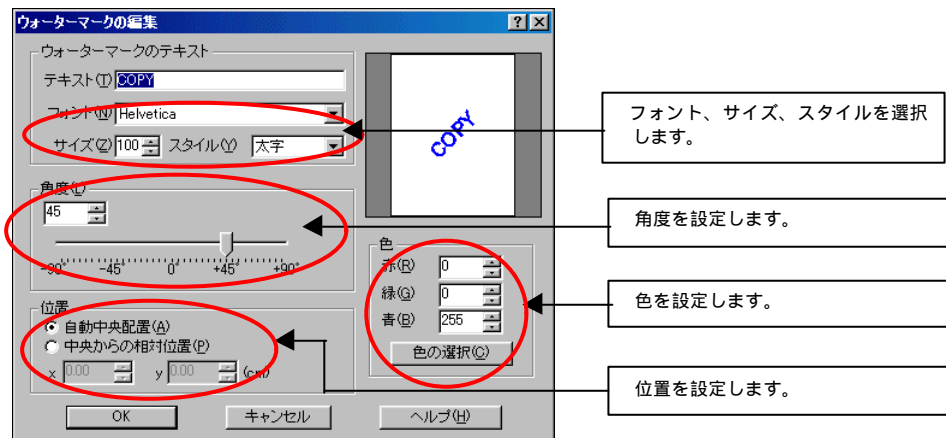 ウォーターマークの編集
ウォーターマークのテキスト
テキスト(T) COPY
フォント(N) Helvetica
サイズ(Z) 100 スタイル(Y) 太字
COPY
フォント、サイズ、スタイルを選択
します。
角度(L)
45
-90° -45° 0° +45° +90°
角度を設定します。
色
赤(R) 0
緑(G) 0
青(B) 255
色の選択(C)
色を設定します。
位置
自動中央配置(A)
中央からの相対位置(P)
x 0.00 y 0.00 (cm)
位置を設定します。
OK キャンセル ヘルプ(H)